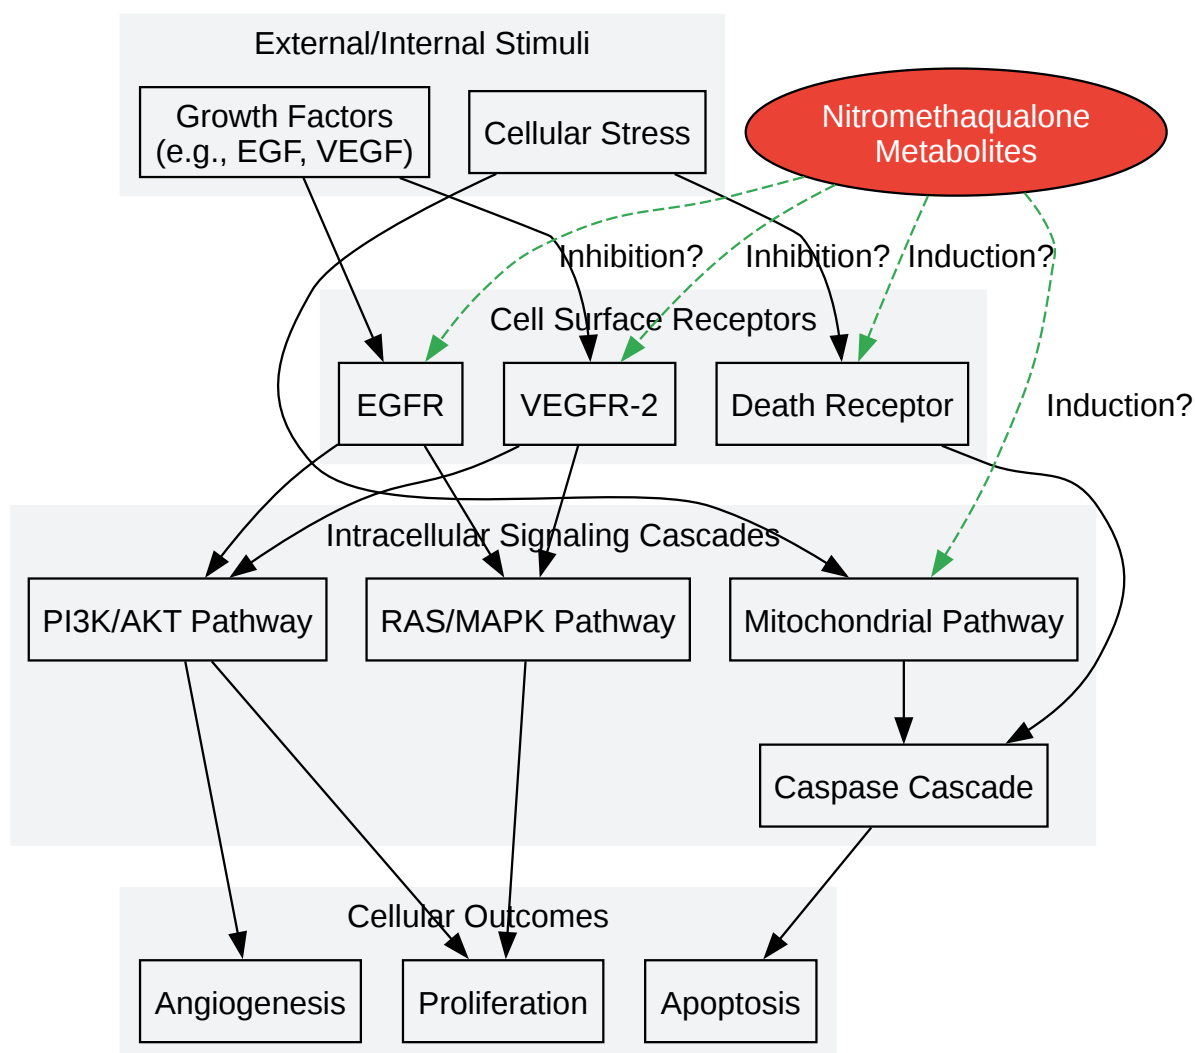 External/Internal Stimuli
Growth Factors
(e.g., EGF, VEGF)
Cellular Stress
Nitromethaqualone
Metabolites
Inhibition?
Inhibition?
Induction?
Cell Surface Receptors
EGFR
VEGFR-2
Death Receptor
Induction?
Intracellular Signaling Cascades
PI3K/AKT Pathway
RAS/MAPK Pathway
Mitochondrial Pathway
Caspase Cascade
Cellular Outcomes
Angiogenesis
Proliferation
Apoptosis